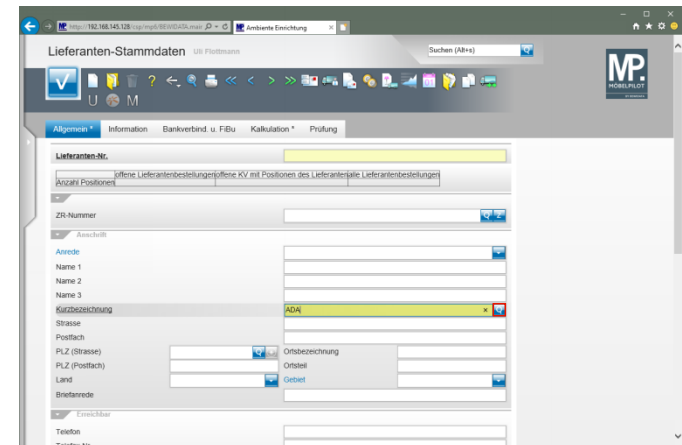 http://192.168.145.128/csp/mp8/BEWIDATA.main
Ambiente Einrichtung
Lieferanten-Stammdaten Uli Flottmann
Suchen (Alt+s)
MP.
MÖBELPILOT
U M
Allgemein * Information Bankverbind. u. FiBu Kalkulation * Prüfung
Lieferanten-Nr.
offene Lieferantenbestellungen offene KV mit Positionen des Lieferanten alle Lieferantenbestellungen
Anzahl Positionen
ZR-Nummer
Anschrift
Anrede
Name 1
Name 2
Name 3
Kurzbezeichnung ADA
Strasse
Postfach
PLZ (Strasse) Ortsbezeichnung
PLZ (Postfach) Ortsteil
Land Gebiet
Briefanrede
Erreichbar
Telefon